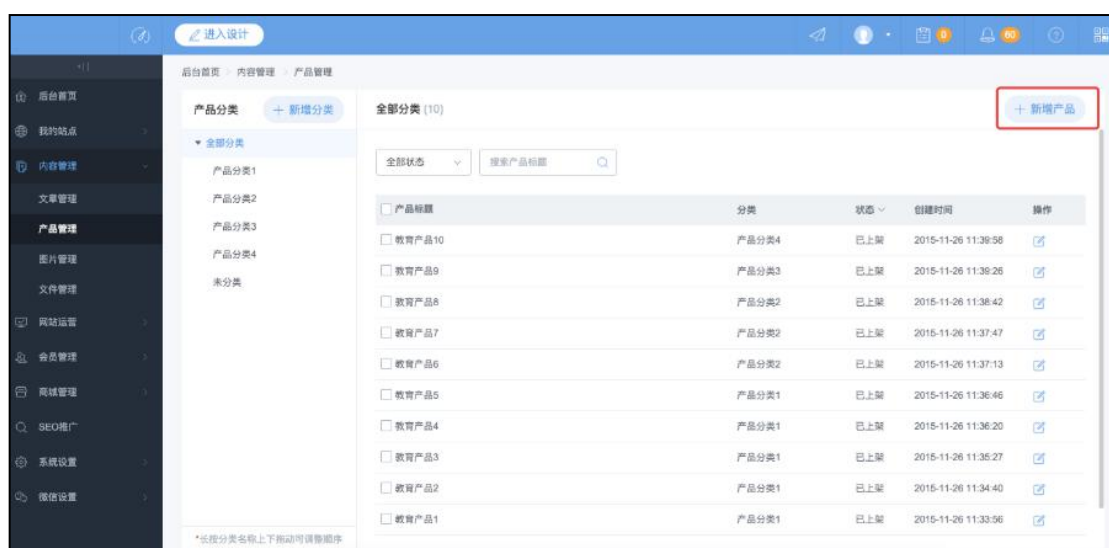 进入设计
0
60
后台首页 > 内容管理 > 产品管理
后台首页
我的站点
内容管理
文章管理
产品管理
图片管理
文件管理
网站运营
会员管理
商城管理
SEO推广
系统设置
微信设置
产品分类 + 新增分类
全部分类
产品分类1
产品分类2
产品分类3
产品分类4
未分类
*长按分类名称上下拖动可调整顺序
全部分类 (10) + 新增产品
全部状态 搜索产品标题
产品标题 分类 状态 创建时间 操作
教育产品10 产品分类4 已上架 2015-11-26 11:39:58
教育产品9 产品分类3 已上架 2015-11-26 11:39:26
教育产品8 产品分类2 已上架 2015-11-26 11:38:42
教育产品7 产品分类2 已上架 2015-11-26 11:37:47
教育产品6 产品分类2 已上架 2015-11-26 11:37:13
教育产品5 产品分类1 已上架 2015-11-26 11:36:46
教育产品4 产品分类1 已上架 2015-11-26 11:36:20
教育产品3 产品分类1 已上架 2015-11-26 11:35:27
教育产品2 产品分类1 已上架 2015-11-26 11:34:40
教育产品1 产品分类1 已上架 2015-11-26 11:33:56